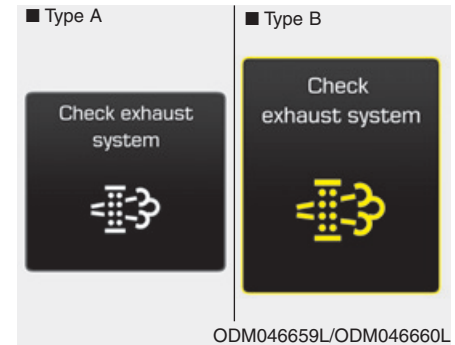 ■ Type A
■ Type B
Check exhaust
system
Check
exhaust system
ODM046659L/ODM046660L